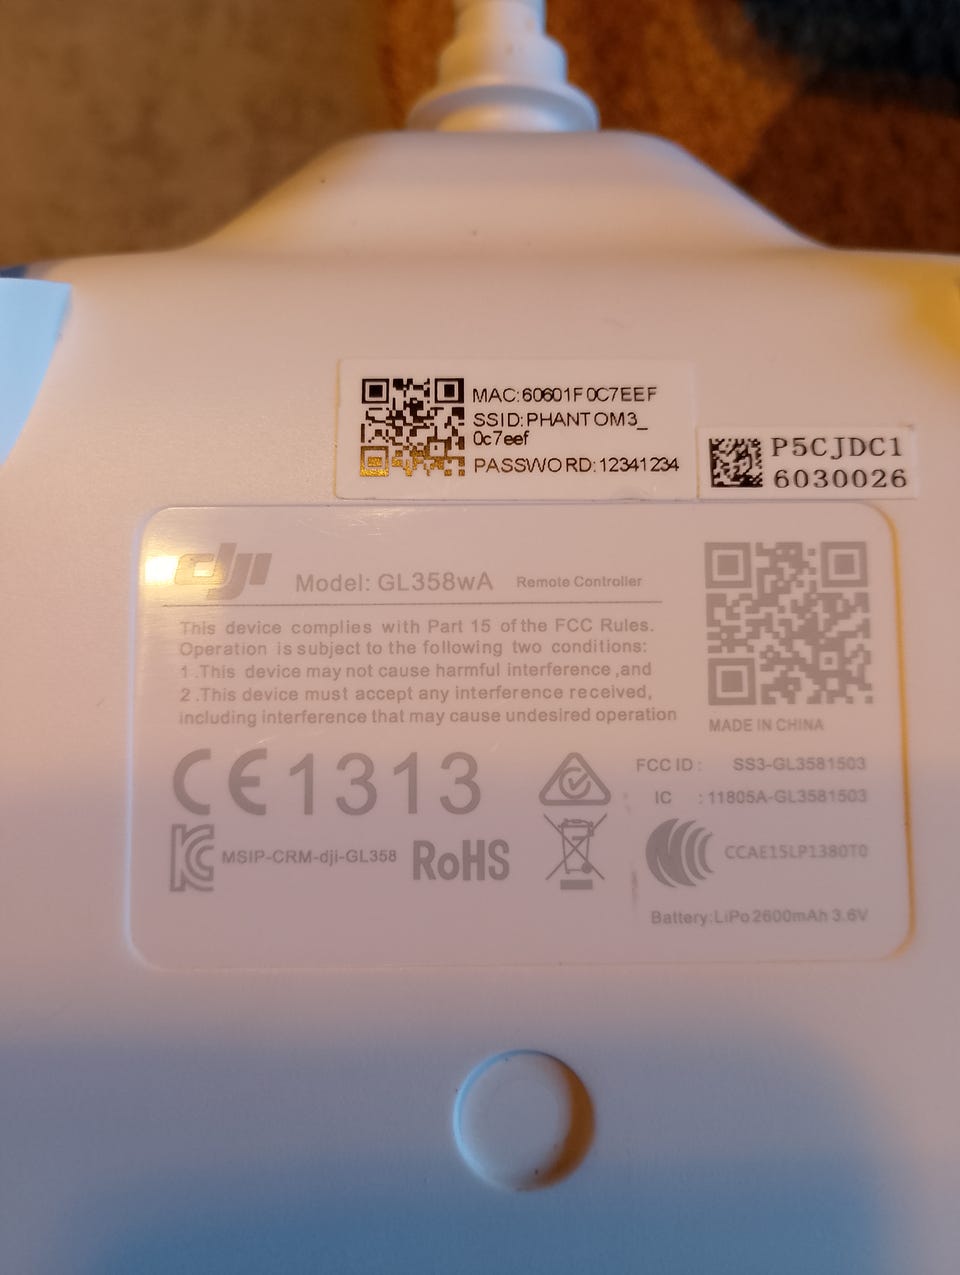 MAC:60601F0C7EEF
SSID:PHANTOM3_
0c7eef
PASSWORD:12341234
P5CJDC1
6030026
dji Model: GL358wA Remote Controller
This device complies with Part 15 of the FCC Rules.
Operation is subject to the following two conditions:
1 .This device may not cause harmful interference ,and
2 .This device must accept any interference received,
including interference that may cause undesired operation
MADE IN CHINA
CE1313
FCC ID : SS3-GL3581503
IC : 11805A-GL3581503
MSIP-CRM-dji-GL358
RoHS
CCAE15LP1380T0
Battery:LiPo 2600mAh 3.6V